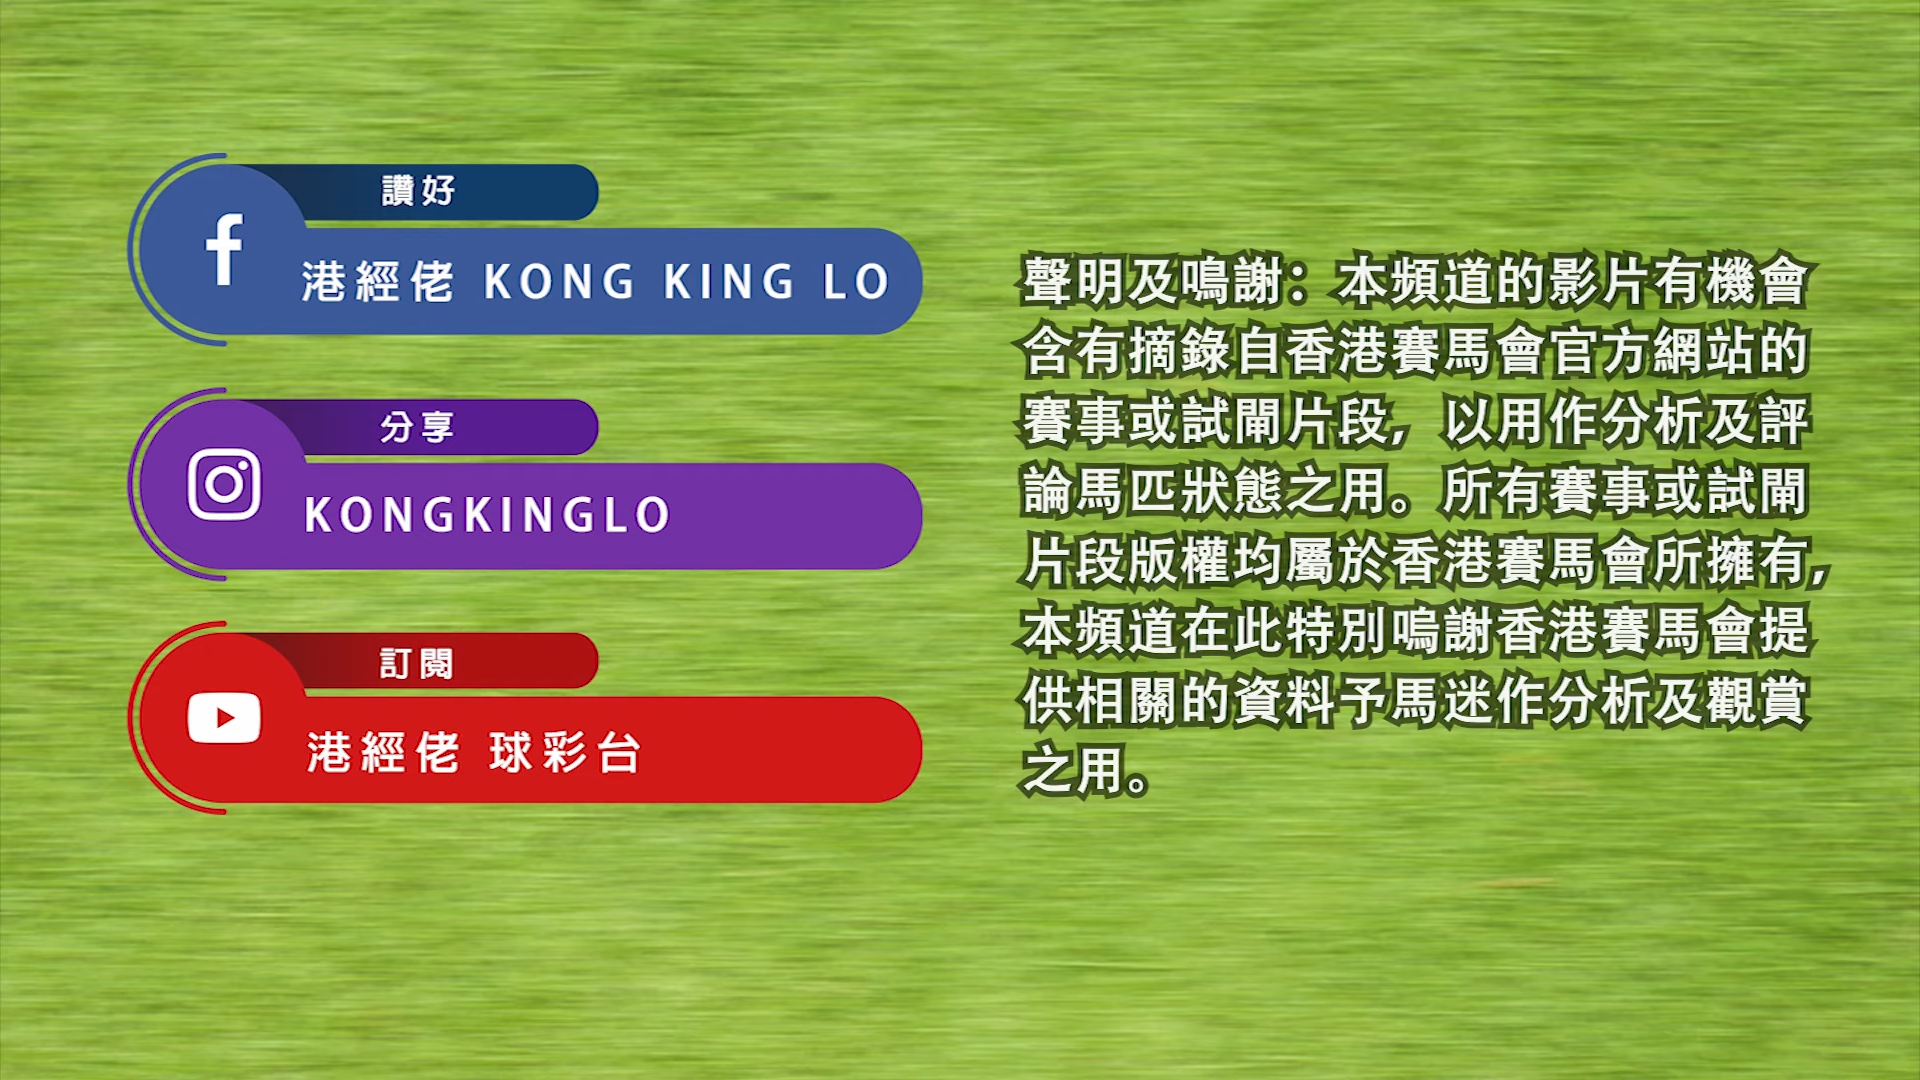 讚好
港經佬 KONG KING LO
分享
KONGKINGLO
訂閱
港經佬 球彩台
聲明及鳴謝：本頻道的影片有機會
含有摘錄自香港賽馬會官方網站的
賽事或試閘片段，以用作分析及評
論馬匹狀態之用。所有賽事或試閘
片段版權均屬於香港賽馬會所擁有，
本頻道在此特別嗚謝香港賽馬會提
供相關的資料予馬迷作分析及觀賞
之用。